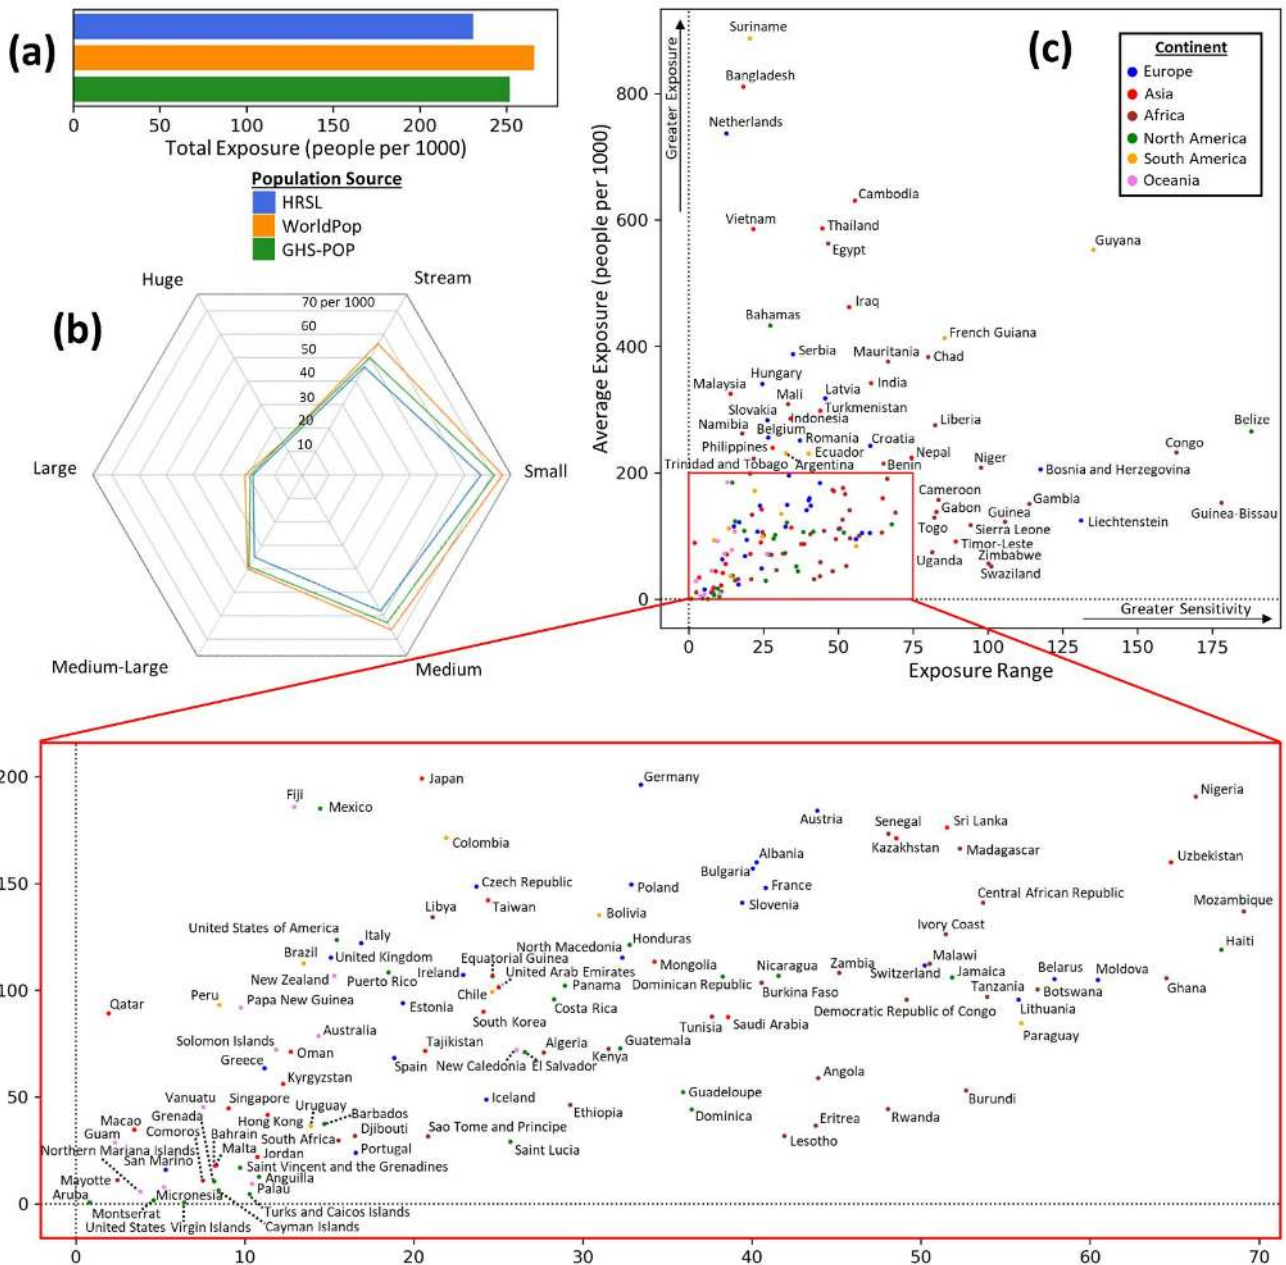 (a)
0 50 100 150 200 250
Total Exposure (people per 1000)
Population Source
HRSL
WorldPop
GHS-POP
(b)
Huge
Stream
70 per 1000
60
50
40
30
20
10
Large
Small
Medium-Large
Medium
(c)
Greater Exposure
Average Exposure (people per 1000)
800
600
400
200
0
Continent
Europe
Asia
Africa
North America
South America
Oceania
Suriname
Bangladesh
Netherlands
Cambodia
Vietnam
Thailand
Egypt
Guyana
Iraq
Bahamas
French Guiana
Serbia
Mauritania
Chad
Hungary
India
Malaysia
Latvia
Mali
Slovakia
Turkmenistan
Indonesia
Namibia
Belgium
Liberia
Belize
Romania
Croatia
Philippines
Ecuador
Nepal
Niger
Congo
Trinidad and Tobago
Argentina
Benin
Bosnia and Herzegovina
Cameroon
Gabon
Gambia
Guinea
Guinea-Bissau
Togo
Sierra Leone
Liechtenstein
Timor-Leste
Uganda
Zimbabwe
Swaziland
Greater Sensitivity
0 25 50 75 100 125 150 175
Exposure Range
200
150
100
50
0
Japan
Germany
Nigeria
Fiji
Mexico
Austria
Senegal
Sri Lanka
Colombia
Kazakhstan
Madagascar
Albania
Uzbekistan
Bulgaria
Czech Republic
Poland
France
Central African Republic
Libya
Taiwan
Slovenia
Mozambique
Bolivia
United States of America
Italy
Ivory Coast
North Macedonia
Honduras
Haiti
Brazil
United Kingdom
Equatorial Guinea
Malawi
New Zealand
Puerto Rico
Ireland
United Arab Emirates
Mongolia
Nicaragua
Zambia
Switzerland
Belarus
Moldova
Panama
Dominican Republic
Jamaica
Tanzania
Ghana
Peru
Papa New Guinea
Chile
Burkina Faso
Botswana
Qatar
Estonia
Costa Rica
Democratic Republic of Congo
Lithuania
South Korea
Tunisia
Saudi Arabia
Paraguay
Australia
Solomon Islands
Oman
Tajikistan
Algeria
Guatemala
Greece
Spain
New Caledonia
El Salvador
Kenya
Kyrgyzstan
Angola
Vanuatu
Singapore
Uruguay
Iceland
Guadeloupe
Burundi
Grenada
Barbados
Ethiopia
Dominica
Macao
Hong Kong
Eritrea
Rwanda
Guam
Comoros
Bahrain
South Africa
Djibouti
Sao Tome and Principe
Lesotho
Northern Mariana Islands
Malta
Portugal
Saint Lucia
San Marino
Jordan
Saint Vincent and the Grenadines
Mayotte
Anguilla
Aruba
Micronesia
Palau
Montserrat
Turks and Caicos Islands
United States Virgin Islands
Cayman Islands
0 10 20 30 40 50 60 70